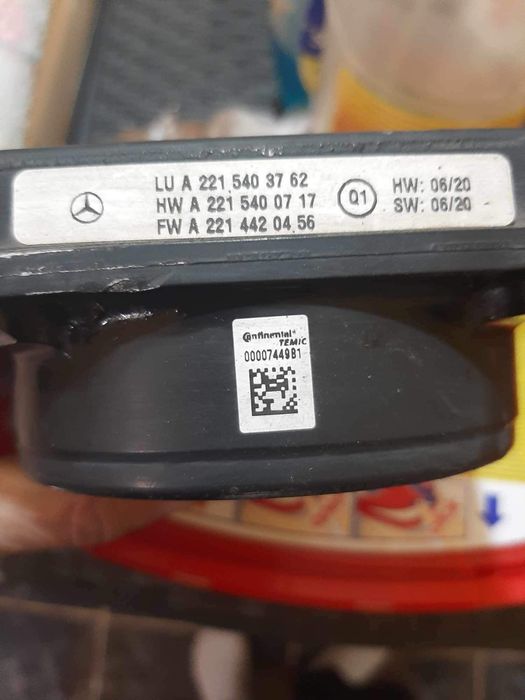 LU A 221 540 37 62
HW A 221 540 07 17
FW A 221 442 04 56
Q1
HW: 06/20
SW: 06/20
Continental
TEMIC
0000744981